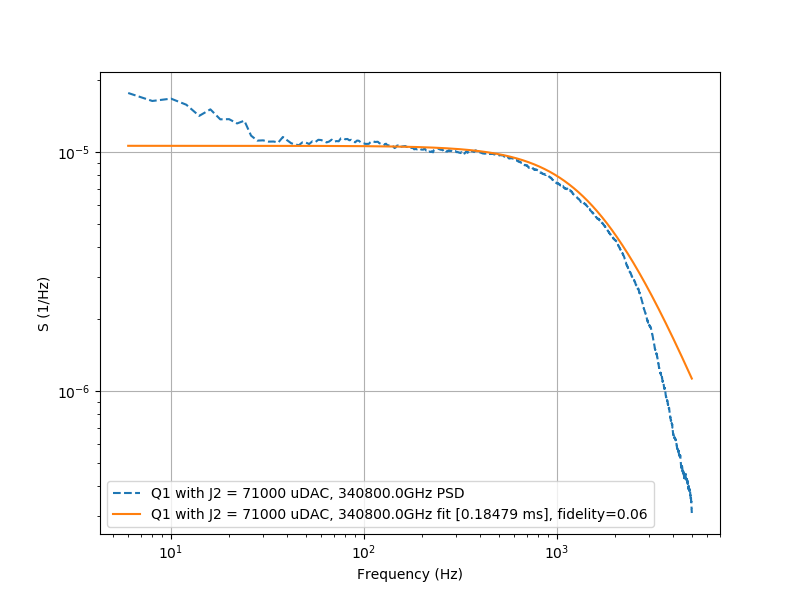 10⁻⁵
10⁻⁶
S (1/Hz)
Q1 with J2 = 71000 uDAC, 340800.0GHz PSD
Q1 with J2 = 71000 uDAC, 340800.0GHz fit [0.18479 ms], fidelity=0.06
10¹ 10² 10³
Frequency (Hz)